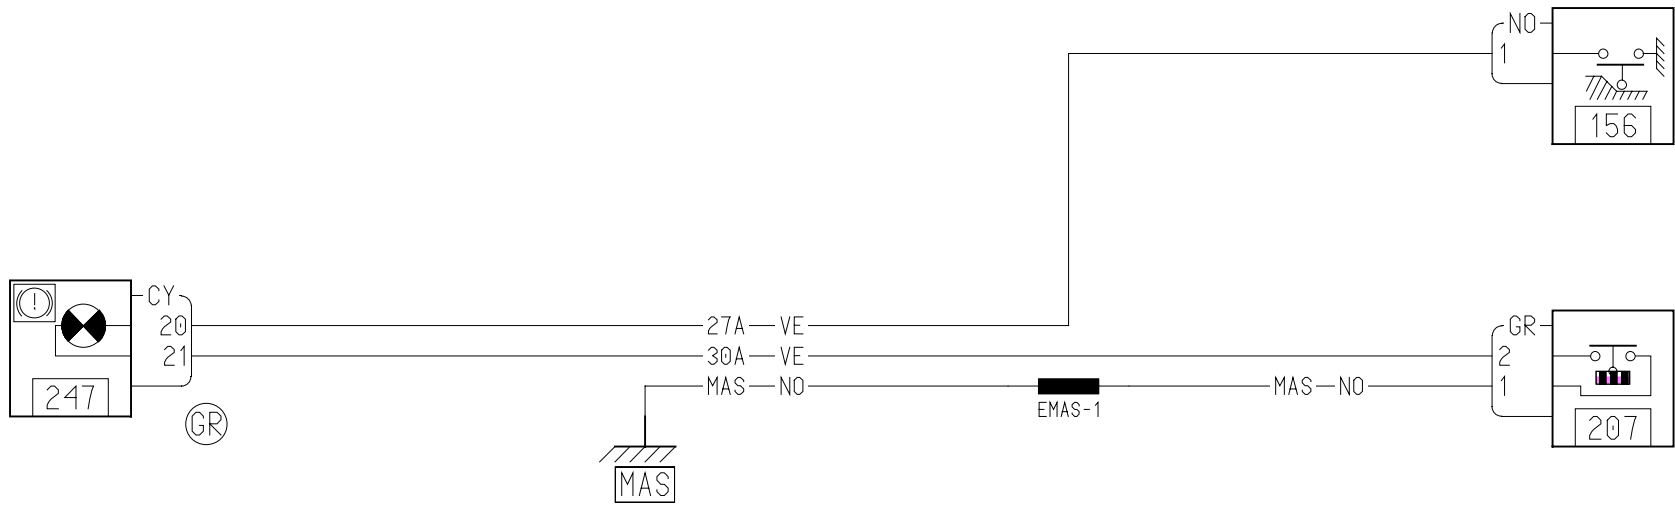 NO
1
156
!
CY
20
27A VE
21
30A VE
GR
2
MAS NO
MAS NO
1
EMAS-1
247
GR
207
MAS